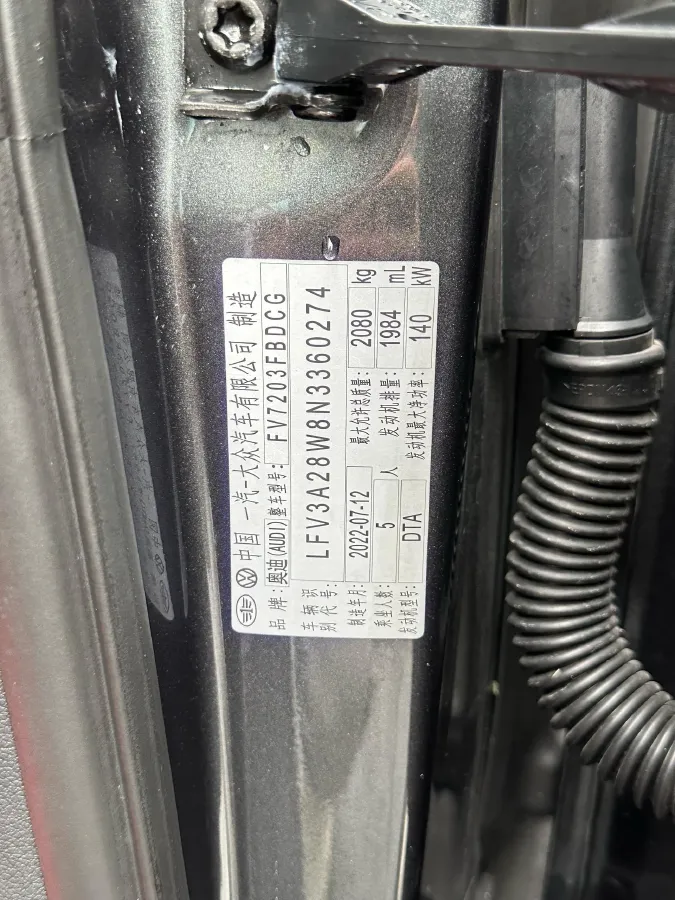 中国 一汽-大众汽车有限公司 制造
品 牌: 奥迪(AUDI) 整车型号: FV7203FBDCG
车 辆 识 别 代 号: LFV3A28W8N3360274
制造年月: 2022-07-12 最大允许总质量: 2080 kg
乘坐人数: 5 人 发动机排量: 1984 mL
发动机型号: DTA 发动机最大净功率: 140 kW